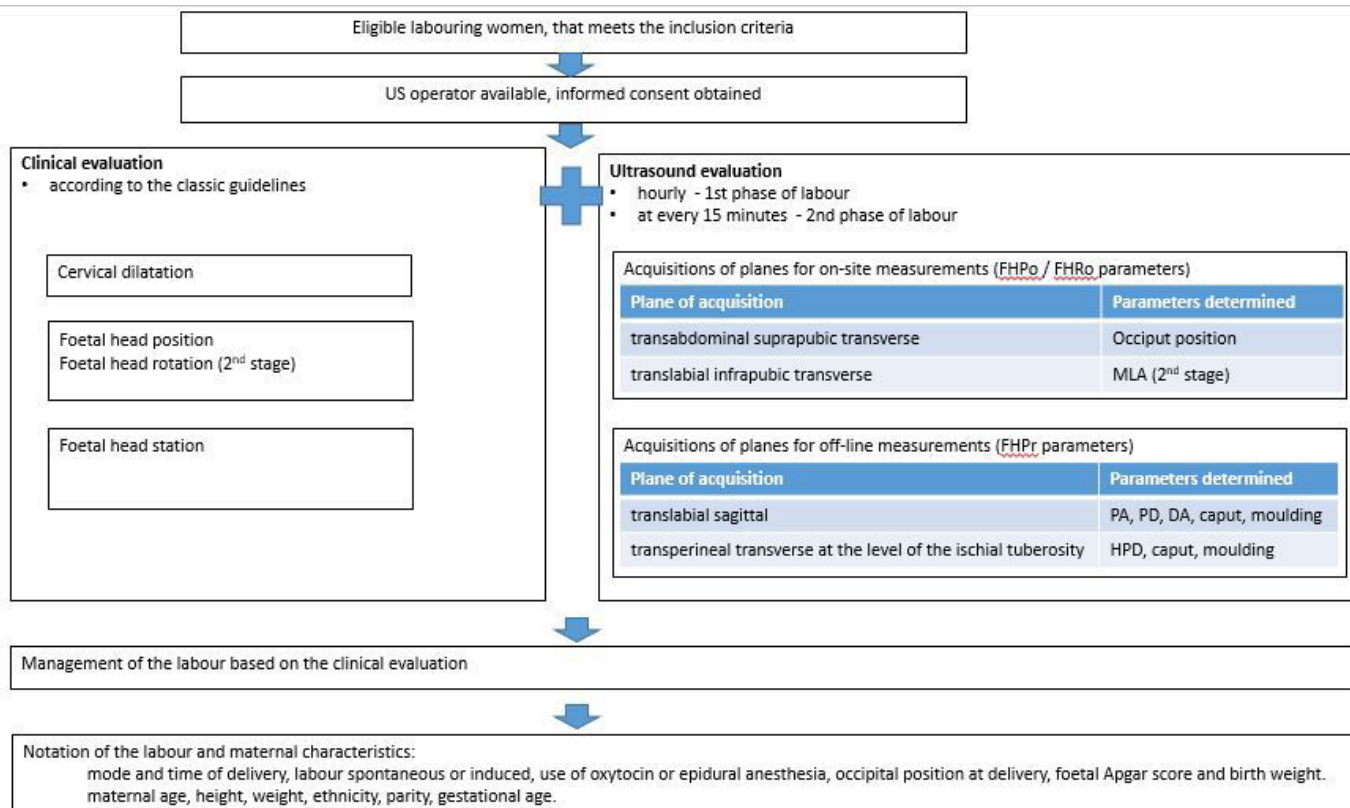 Eligible labouring women, that meets the inclusion criteria
US operator available, informed consent obtained
Clinical evaluation
• according to the classic guidelines
Cervical dilatation
Foetal head position
Foetal head rotation (2nd stage)
Foetal head station
Ultrasound evaluation
• hourly - 1st phase of labour
• at every 15 minutes - 2nd phase of labour
Acquisitions of planes for on-site measurements (FHPo / FHRo parameters)
Plane of acquisition Parameters determined
transabdominal suprapubic transverse Occiput position
translabial infrapubic transverse MLA (2nd stage)
Acquisitions of planes for off-line measurements (FHPr parameters)
Plane of acquisition Parameters determined
translabial sagittal PA, PD, DA, caput, moulding
transperineal transverse at the level of the ischial tuberosity HPD, caput, moulding
Management of the labour based on the clinical evaluation
Notation of the labour and maternal characteristics:
mode and time of delivery, labour spontaneous or induced, use of oxytocin or epidural anesthesia, occipital position at delivery, foetal Apgar score and birth weight.
maternal age, height, weight, ethnicity, parity, gestational age.